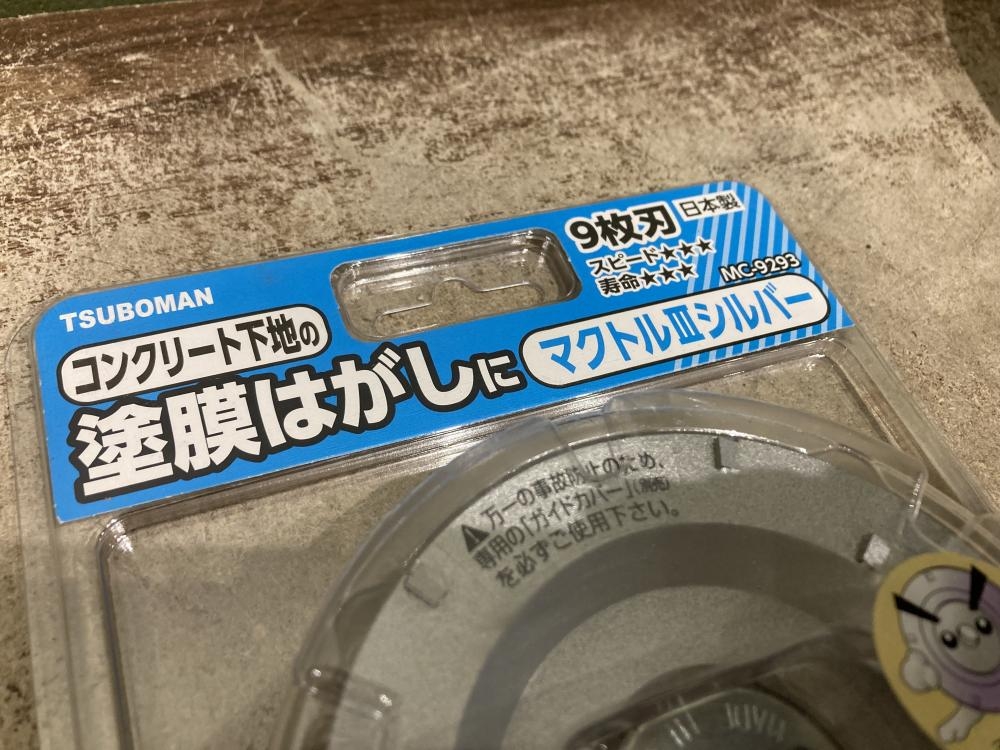 TSUBOMAN
9枚刃 日本製
スピード★★★
寿命★★★
MC-9293
コンクリート下地の
塗膜はがしに
マクトルⅢシルバー
万一の事故防止のため、
専用の「ガイドカバー」(別売)
を必ずご使用下さい。